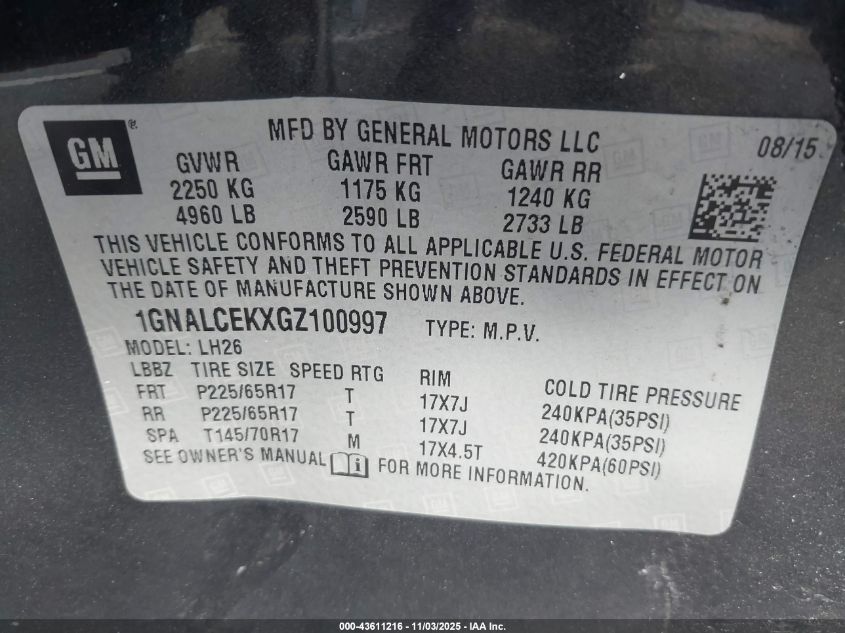 GM ®
MFD BY GENERAL MOTORS LLC 08/15
GVWR GAWR FRT GAWR RR
2250 KG 1175 KG 1240 KG
4960 LB 2590 LB 2733 LB
THIS VEHICLE CONFORMS TO ALL APPLICABLE U.S. FEDERAL MOTOR
VEHICLE SAFETY AND THEFT PREVENTION STANDARDS IN EFFECT ON
THE DATE OF MANUFACTURE SHOWN ABOVE.
1GNALCEKXGZ100997 TYPE: M.P.V.
MODEL: LH26
LBBZ TIRE SIZE SPEED RTG RIM COLD TIRE PRESSURE
FRT P225/65R17 T 17X7J 240KPA(35PSI)
RR P225/65R17 T 17X7J 240KPA(35PSI)
SPA T145/70R17 M 17X4.5T 420KPA(60PSI)
SEE OWNER'S MANUAL FOR MORE INFORMATION.
000-43611216 - 11/03/2025 - IAA Inc.